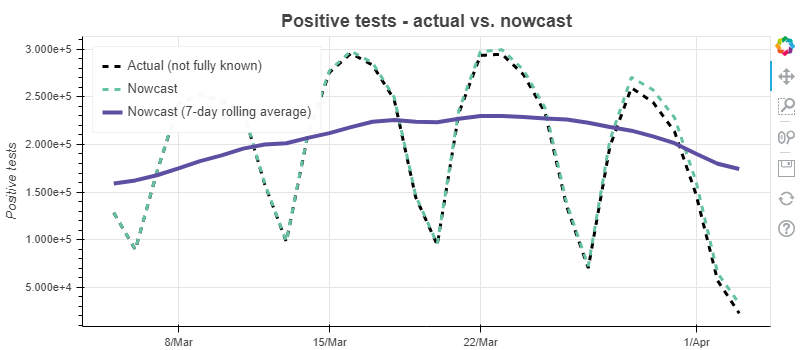 Positive tests - actual vs. nowcast
Actual (not fully known)
Nowcast
Nowcast (7-day rolling average)
Positive tests
3.000e+5
2.500e+5
2.000e+5
1.500e+5
1.000e+5
5.000e+4
8/Mar
15/Mar
22/Mar
1/Apr